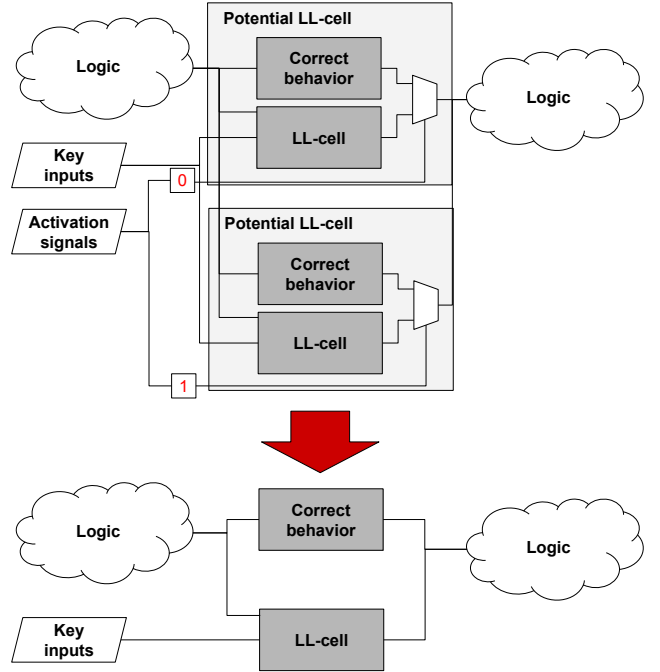 Potential LL-cell
Logic
Correct
behavior
Logic
LL-cell
Key
inputs
0
Activation
signals
Potential LL-cell
Correct
behavior
LL-cell
1
Logic
Correct
behavior
Logic
Key
inputs
LL-cell